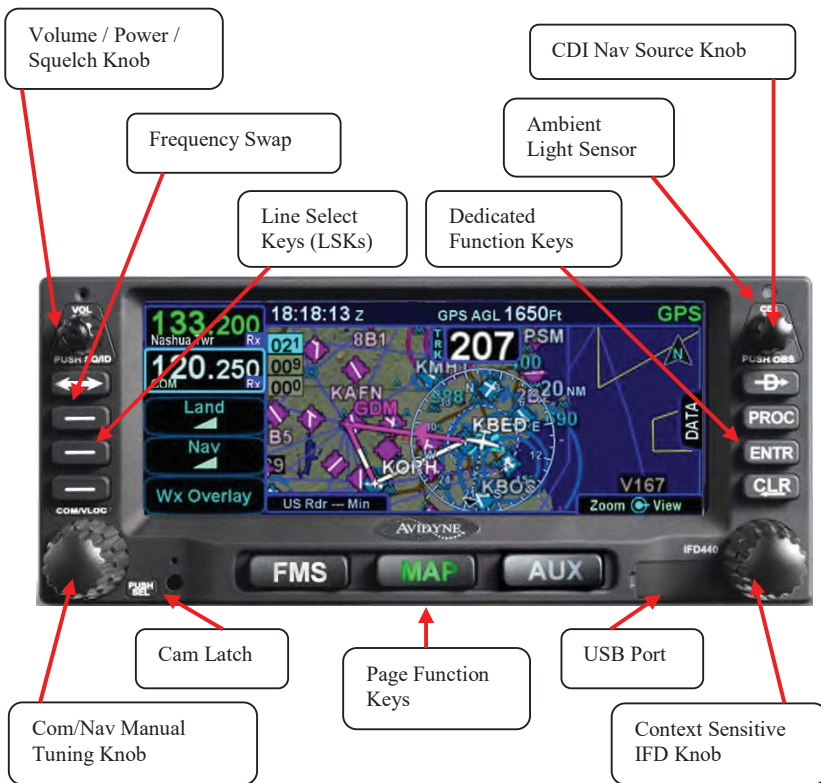 Volume / Power /
Squelch Knob
CDI Nav Source Knob
Frequency Swap
Ambient
Light Sensor
Line Select
Keys (LSKs)
Dedicated
Function Keys
VOL
PUSH SQ/ID
133.200
Nashua Twr Rx
120.250
COM Rx
Land
Nav
Wx Overlay
COM/VLOC
18:18:13 Z
GPS AGL 1650Ft
GPS
021
009
000
8B1
TRK
207
PSM
N
KAFN
GDM
20 NM
KBED
KORH
KBOS
V167
DATA
US Rdr --- Min
Zoom View
CDI
PUSH OBS
D
PROC
ENTR
CLR
AVIDYNE
IFD440
PUSH
SEL
FMS
MAP
AUX
Cam Latch
Page Function
Keys
USB Port
Com/Nav Manual
Tuning Knob
Context Sensitive
IFD Knob